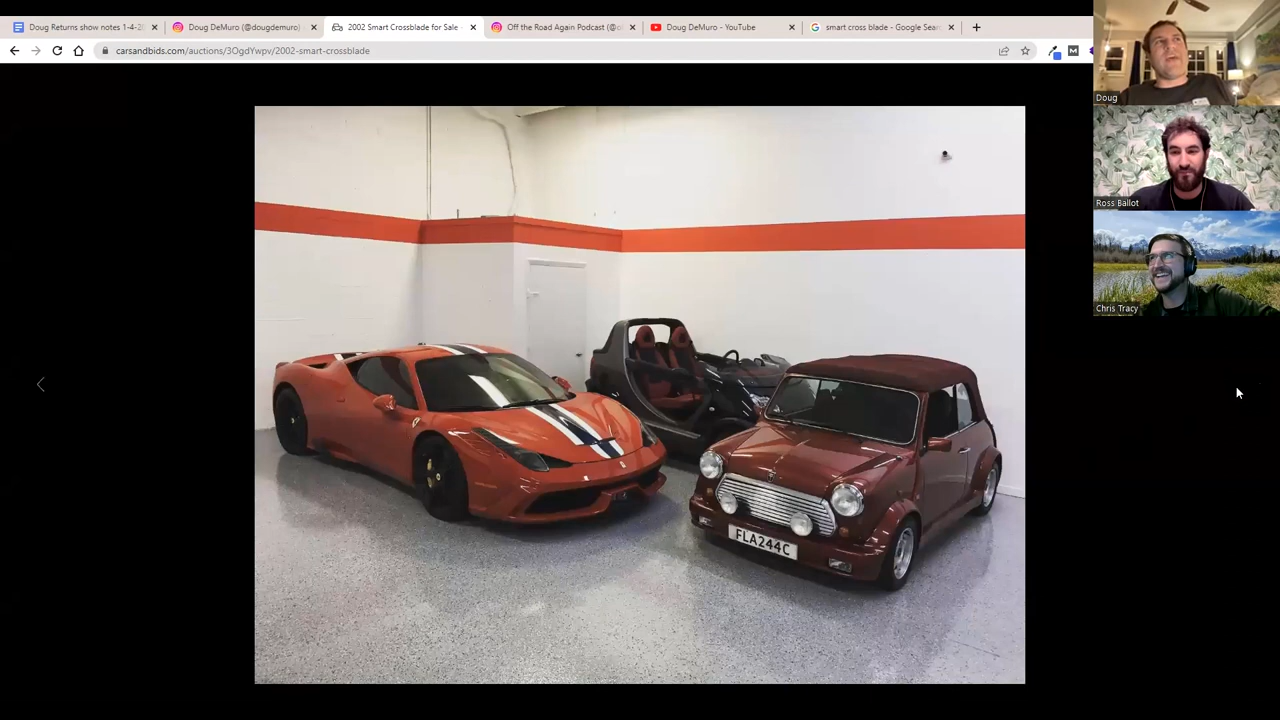 Doug Returns show notes 1-4-2
Doug DeMuro (@dougdemuro)
2002 Smart Crossblade for Sale
Off the Road Again Podcast (@o
Doug DeMuro - YouTube
smart cross blade - Google Sear
carsandbids.com/auctions/3OgdYwpv/2002-smart-crossblade
Doug
Ross Ballot
Chris Tracy
FLA244C